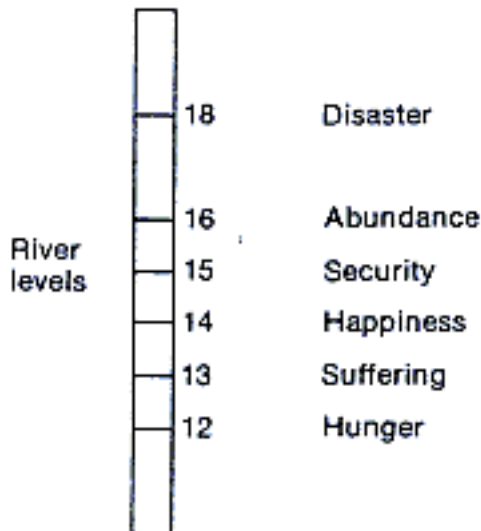 18 Disaster
16 Abundance
River
levels
15 Security
14 Happiness
13 Suffering
12 Hunger